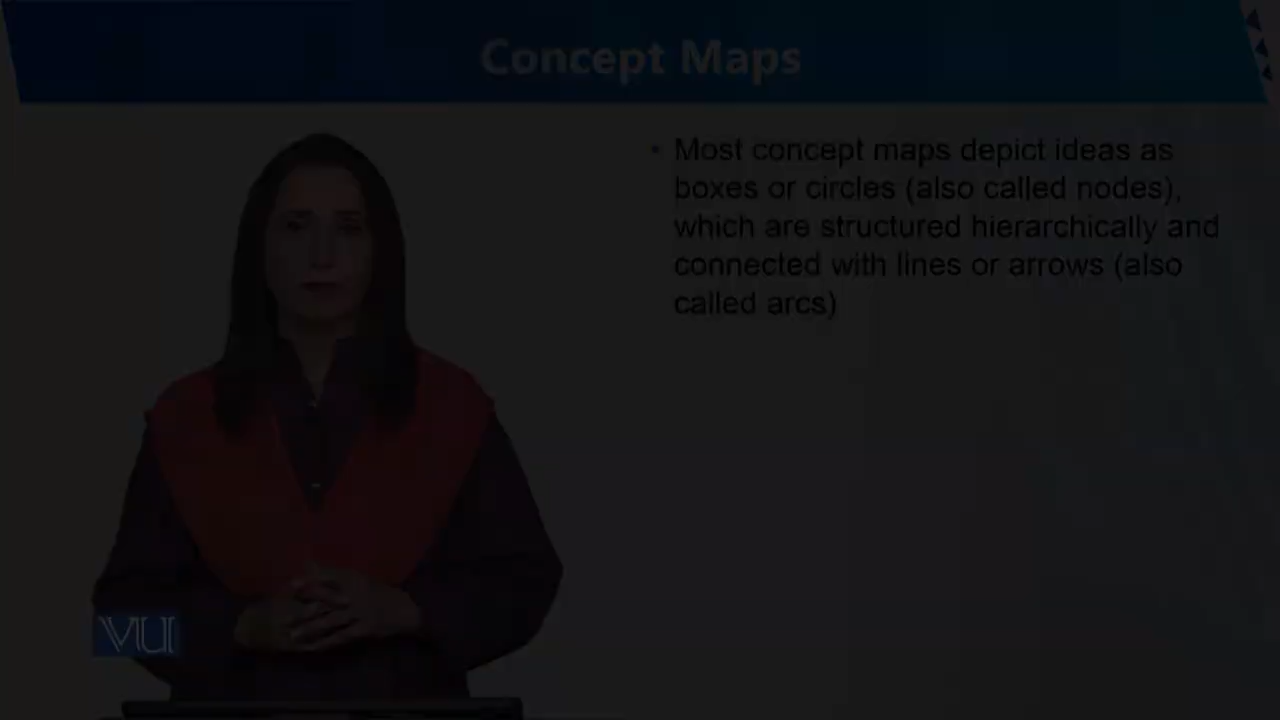 Concept Maps
• Most concept maps depict ideas as
boxes or circles (also called nodes),
which are structured hierarchically and
connected with lines or arrows (also
called arcs)
VU